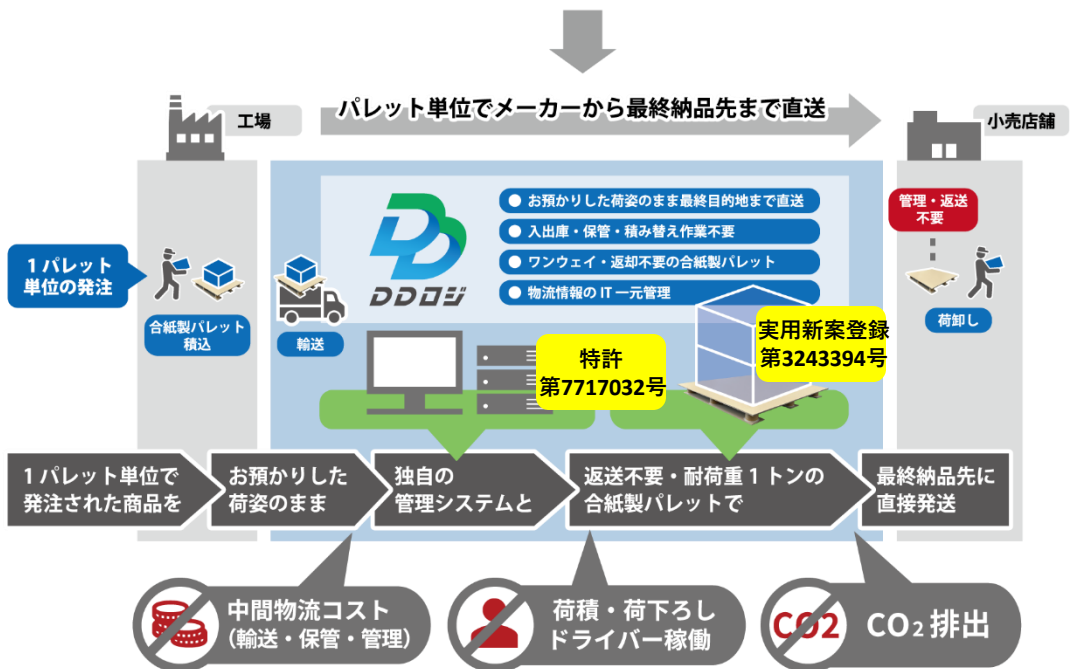 パレット単位でメーカーから最終納品先まで直送
工場
小売店舗
DDロジ
● お預かりした荷姿のまま最終目的地まで直送
● 入出庫・保管・積み替え作業不要
● ワンウェイ・返却不要の合紙製パレット
● 物流情報の IT 一元管理
管理・返送
不要
1 パレット
単位の発注
合紙製パレット
積込
輸送
荷卸し
特許
第7717032号
実用新案登録
第3243394号
1 パレット単位で
発注された商品を
お預かりした
荷姿のまま
独自の
管理システムと
返送不要・耐荷重 1 トンの
合紙製パレットで
最終納品先に
直接発送
中間物流コスト
（輸送・保管・管理）
荷積・荷下ろし
ドライバー稼働
CO2
CO₂ 排出